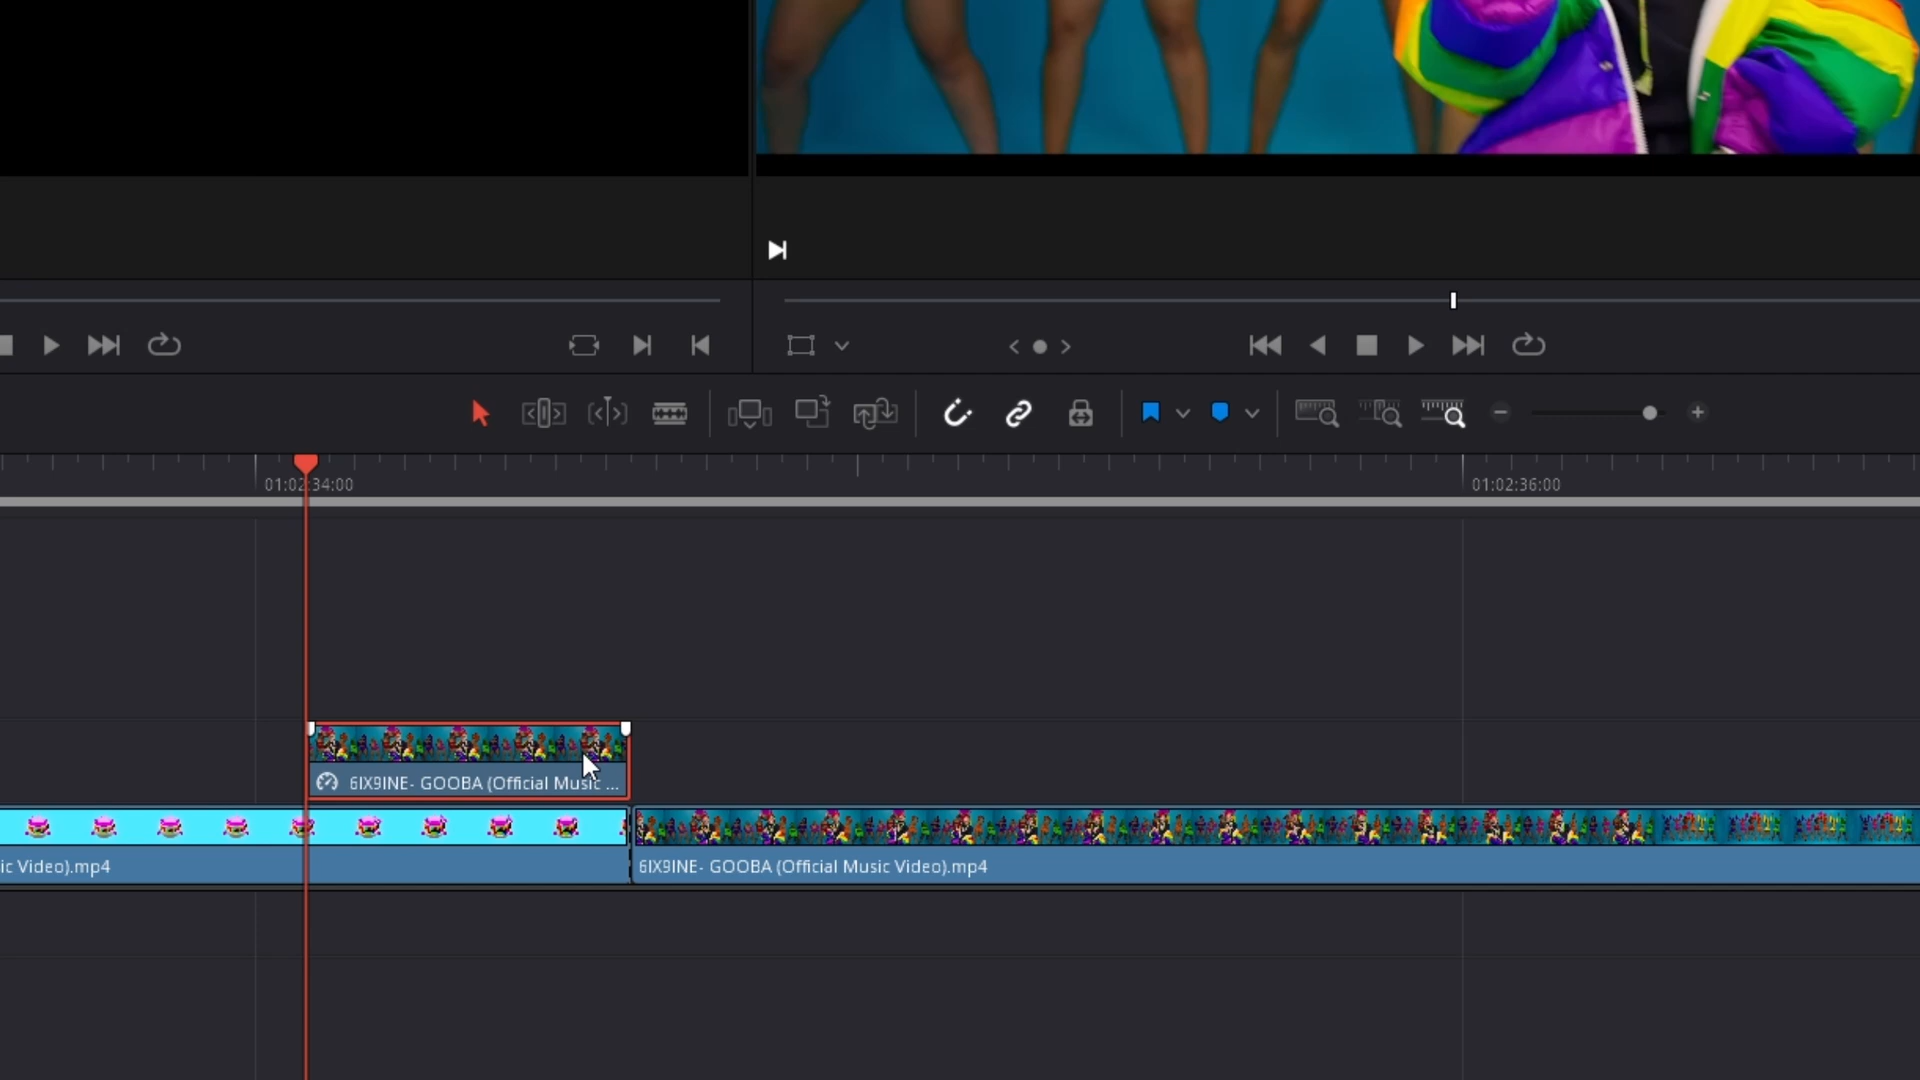 01:02:34:00
01:02:36:00
6IX9INE- GOOBA (Official Music ...
ic Video).mp4
6IX9INE- GOOBA (Official Music Video).mp4